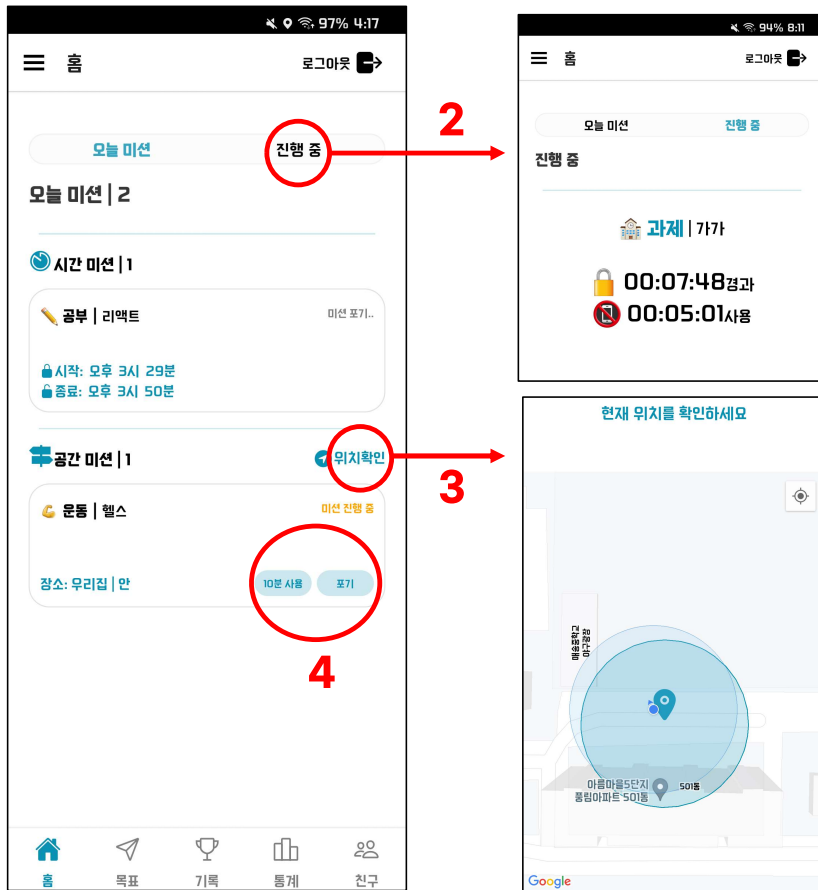 97% 4:17
홈
로그아웃
오늘 미션
진행 중
오늘 미션 | 2
시간 미션 | 1
공부 | 리액트
미션 포기..
시작: 오후 3시 29분
종료: 오후 3시 50분
공간 미션 | 1
위치확인
운동 | 헬스
미션 진행 중
장소: 우리집 | 안
10분 사용
포기
홈
목표
기록
통계
친구
2
3
4
94% 8:11
홈
로그아웃
오늘 미션
진행 중
진행 중
과제 | 가가
00:07:48경과
00:05:01사용
현재 위치를 확인하세요
매송중학교
아름마을5단지
풍림아파트 501동
501동
Google